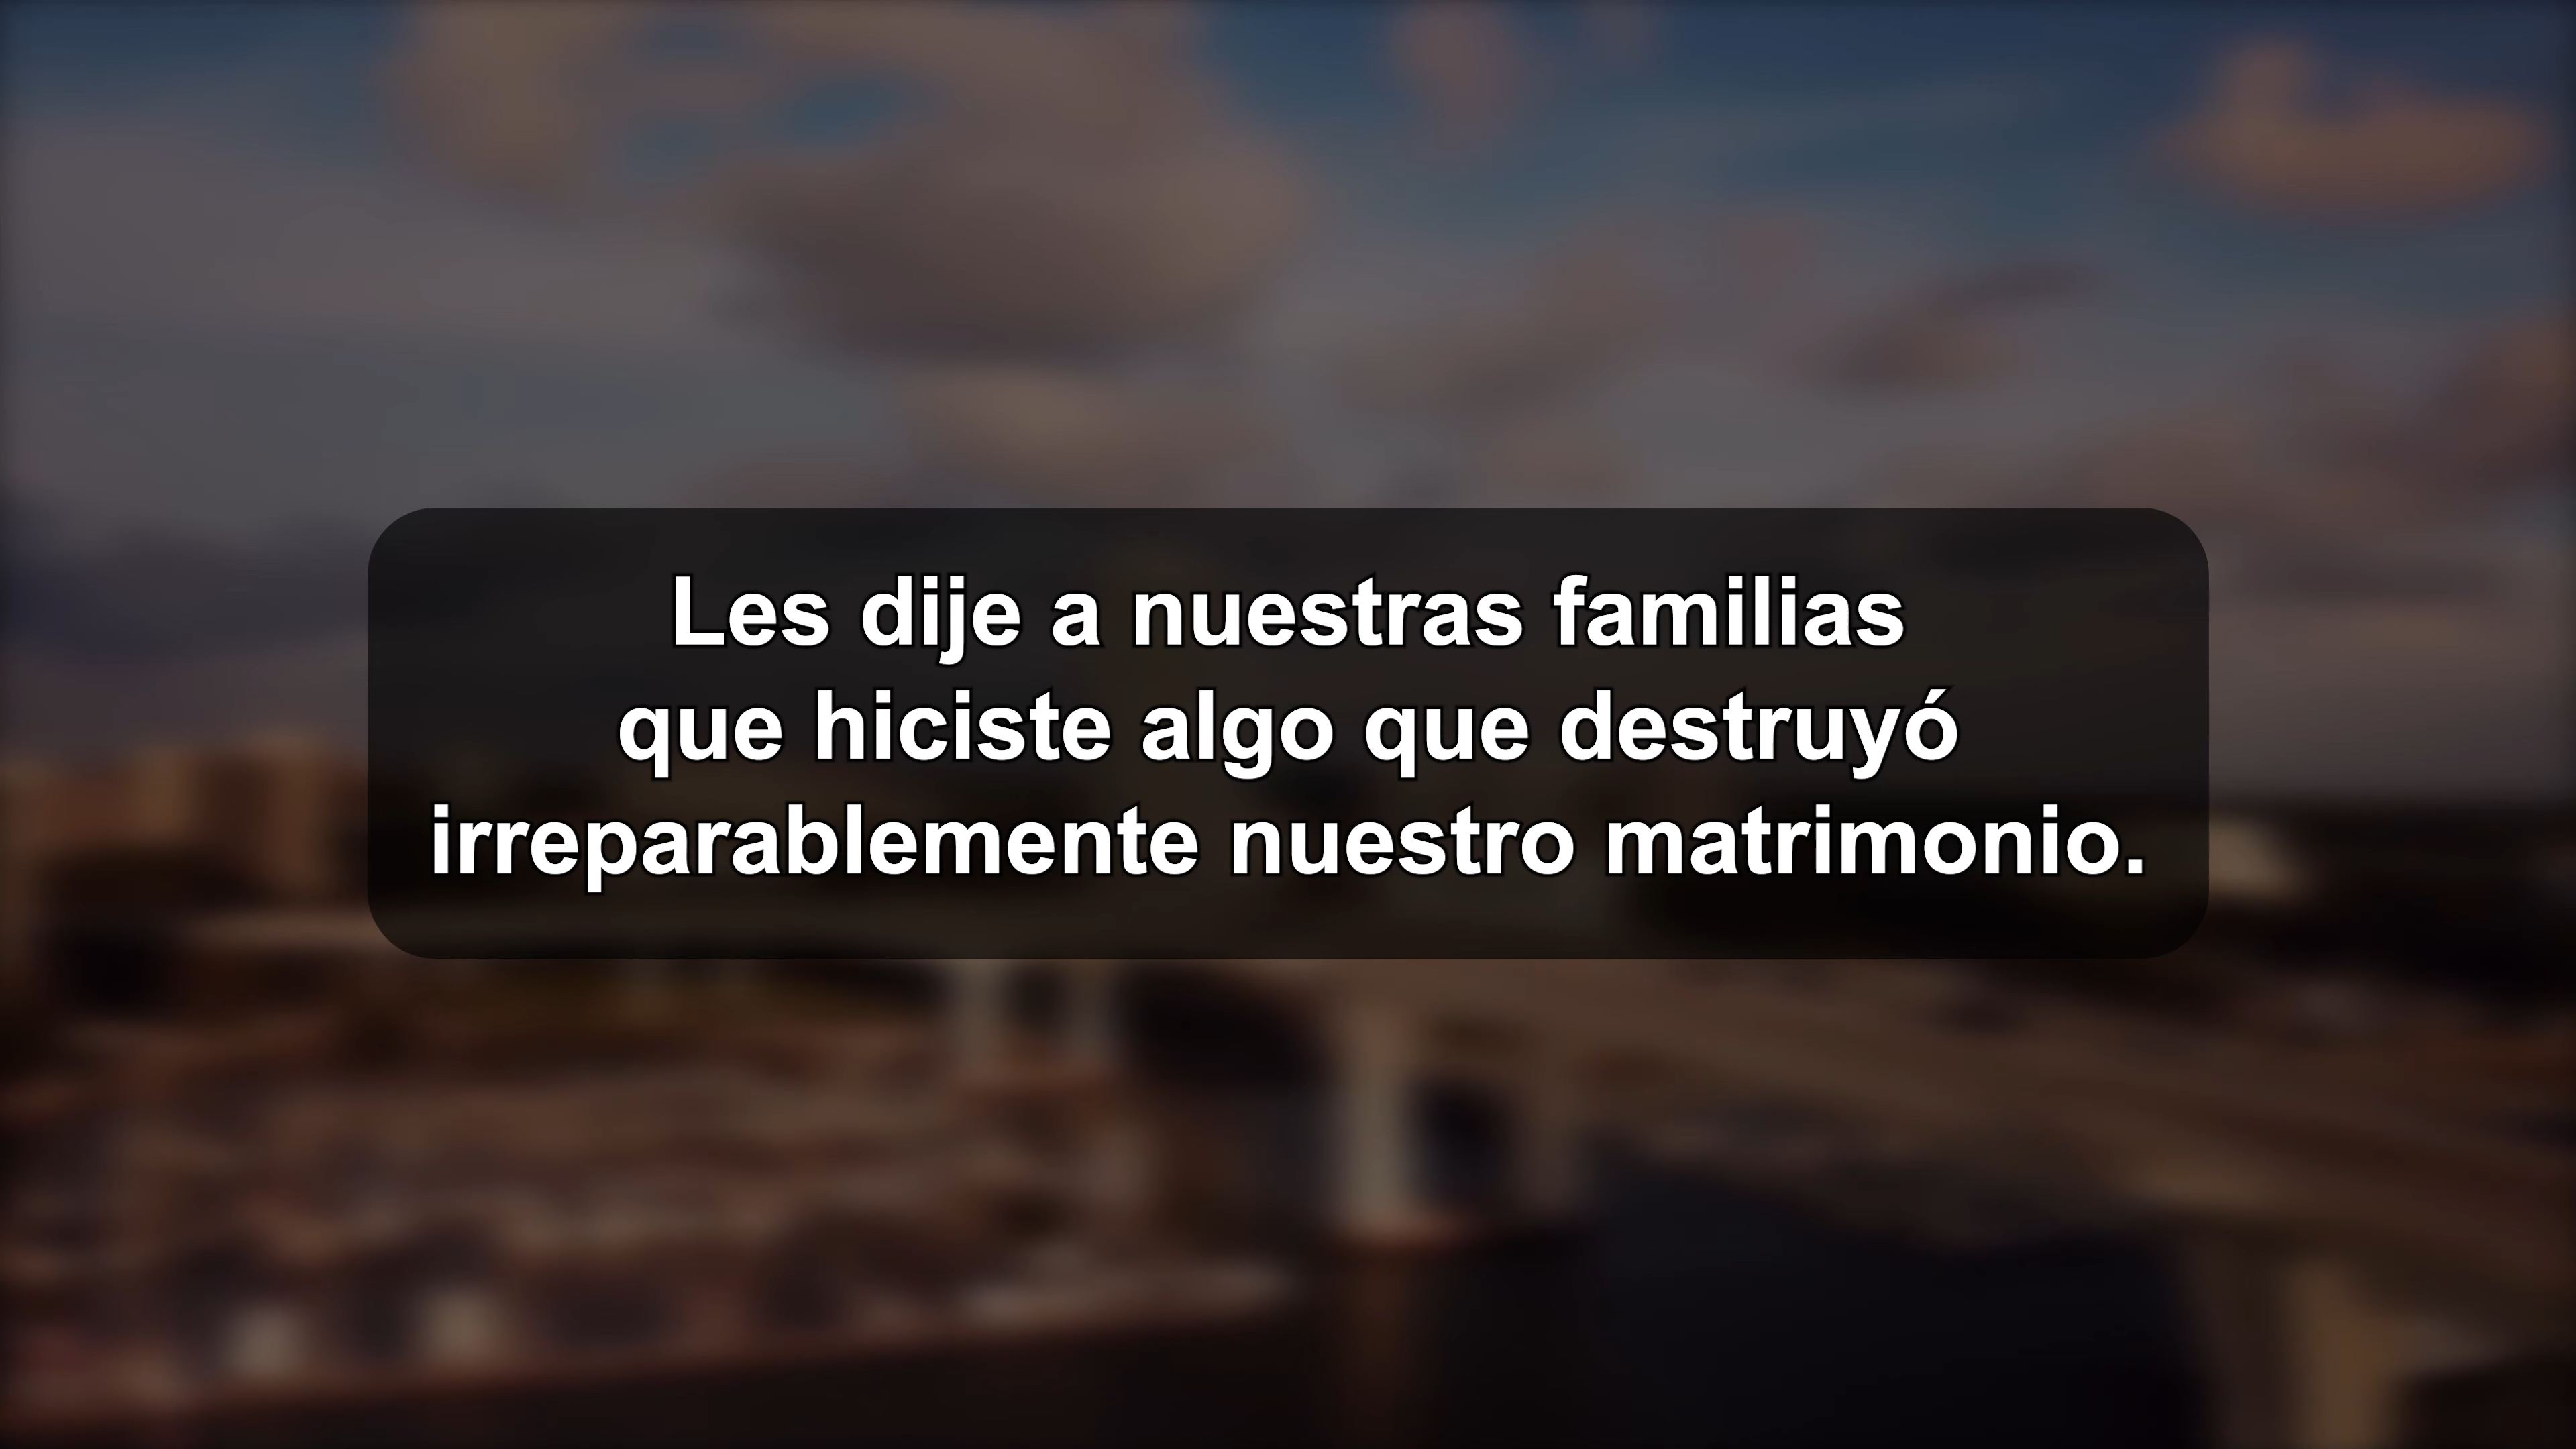 Les dije a nuestras familias
que hiciste algo que destruyó
irreparablemente nuestro matrimonio.